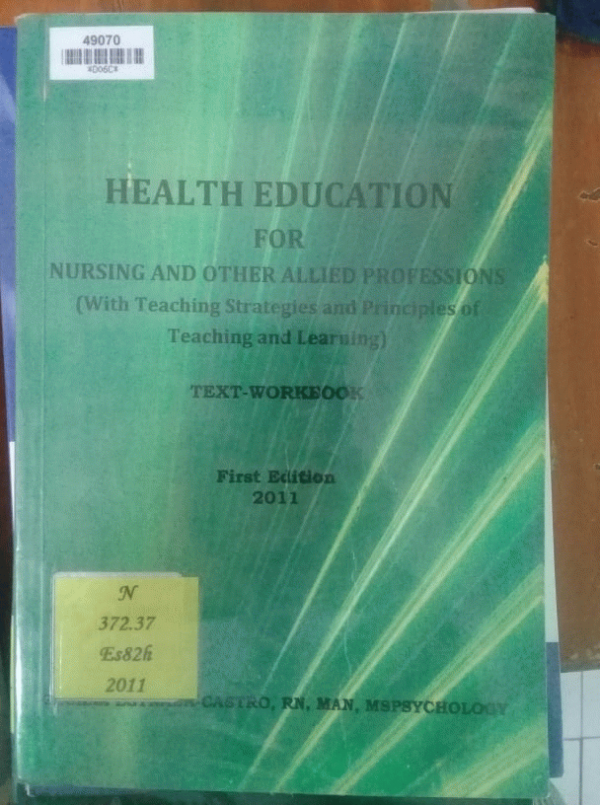 49070
*D06C*
HEALTH EDUCATION
FOR
NURSING AND OTHER ALLIED PROFESSIONS
(With Teaching Strategies and Principles of
Teaching and Learning)
TEXT-WORKBOOK
First Edition
2011
N
372.37
Es82h
2011
CASTRO, RN, MAN, MSPSYCHOLOGY